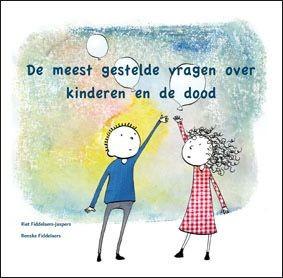 De meest gestelde vragen over
kinderen en de dood
Riet Fiddelaers-Jaspers
Renske Fiddelaers